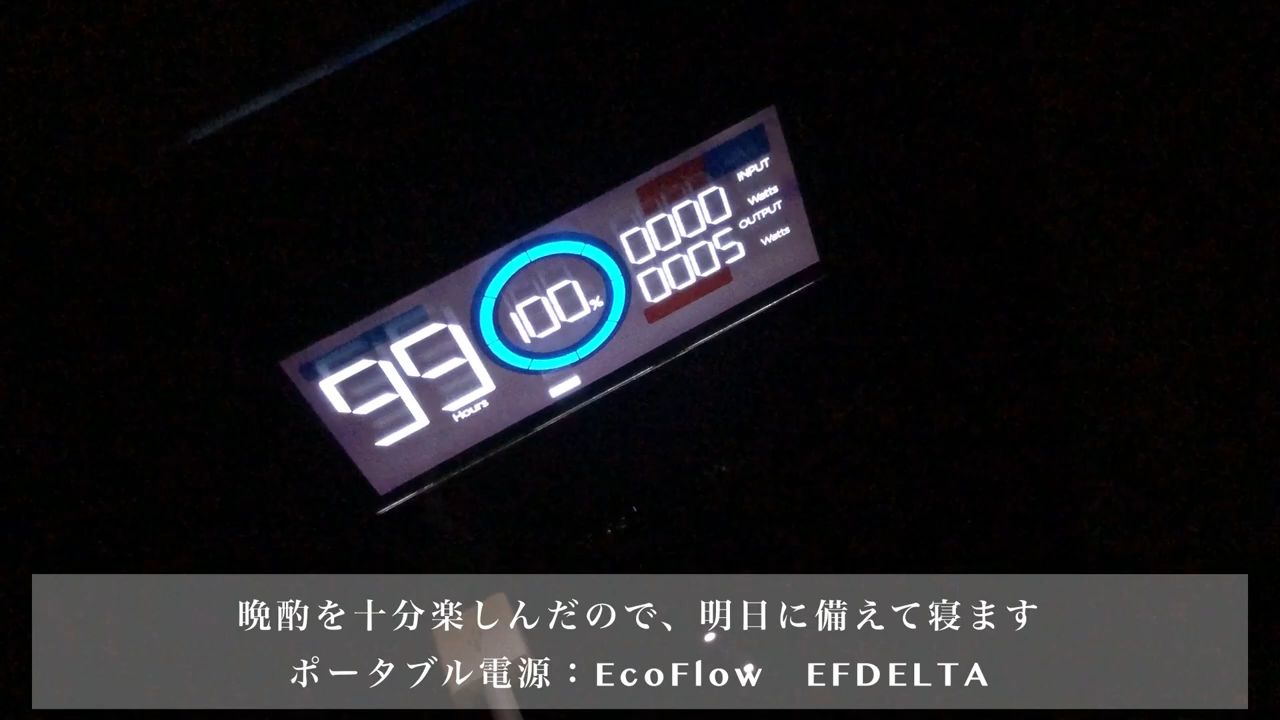 99
Hours
100%
0000
INPUT
Watts
0005
OUTPUT
Watts
晩酌を十分楽しんだので、明日に備えて寝ます
ポータブル電源：EcoFlow　EFDELTA